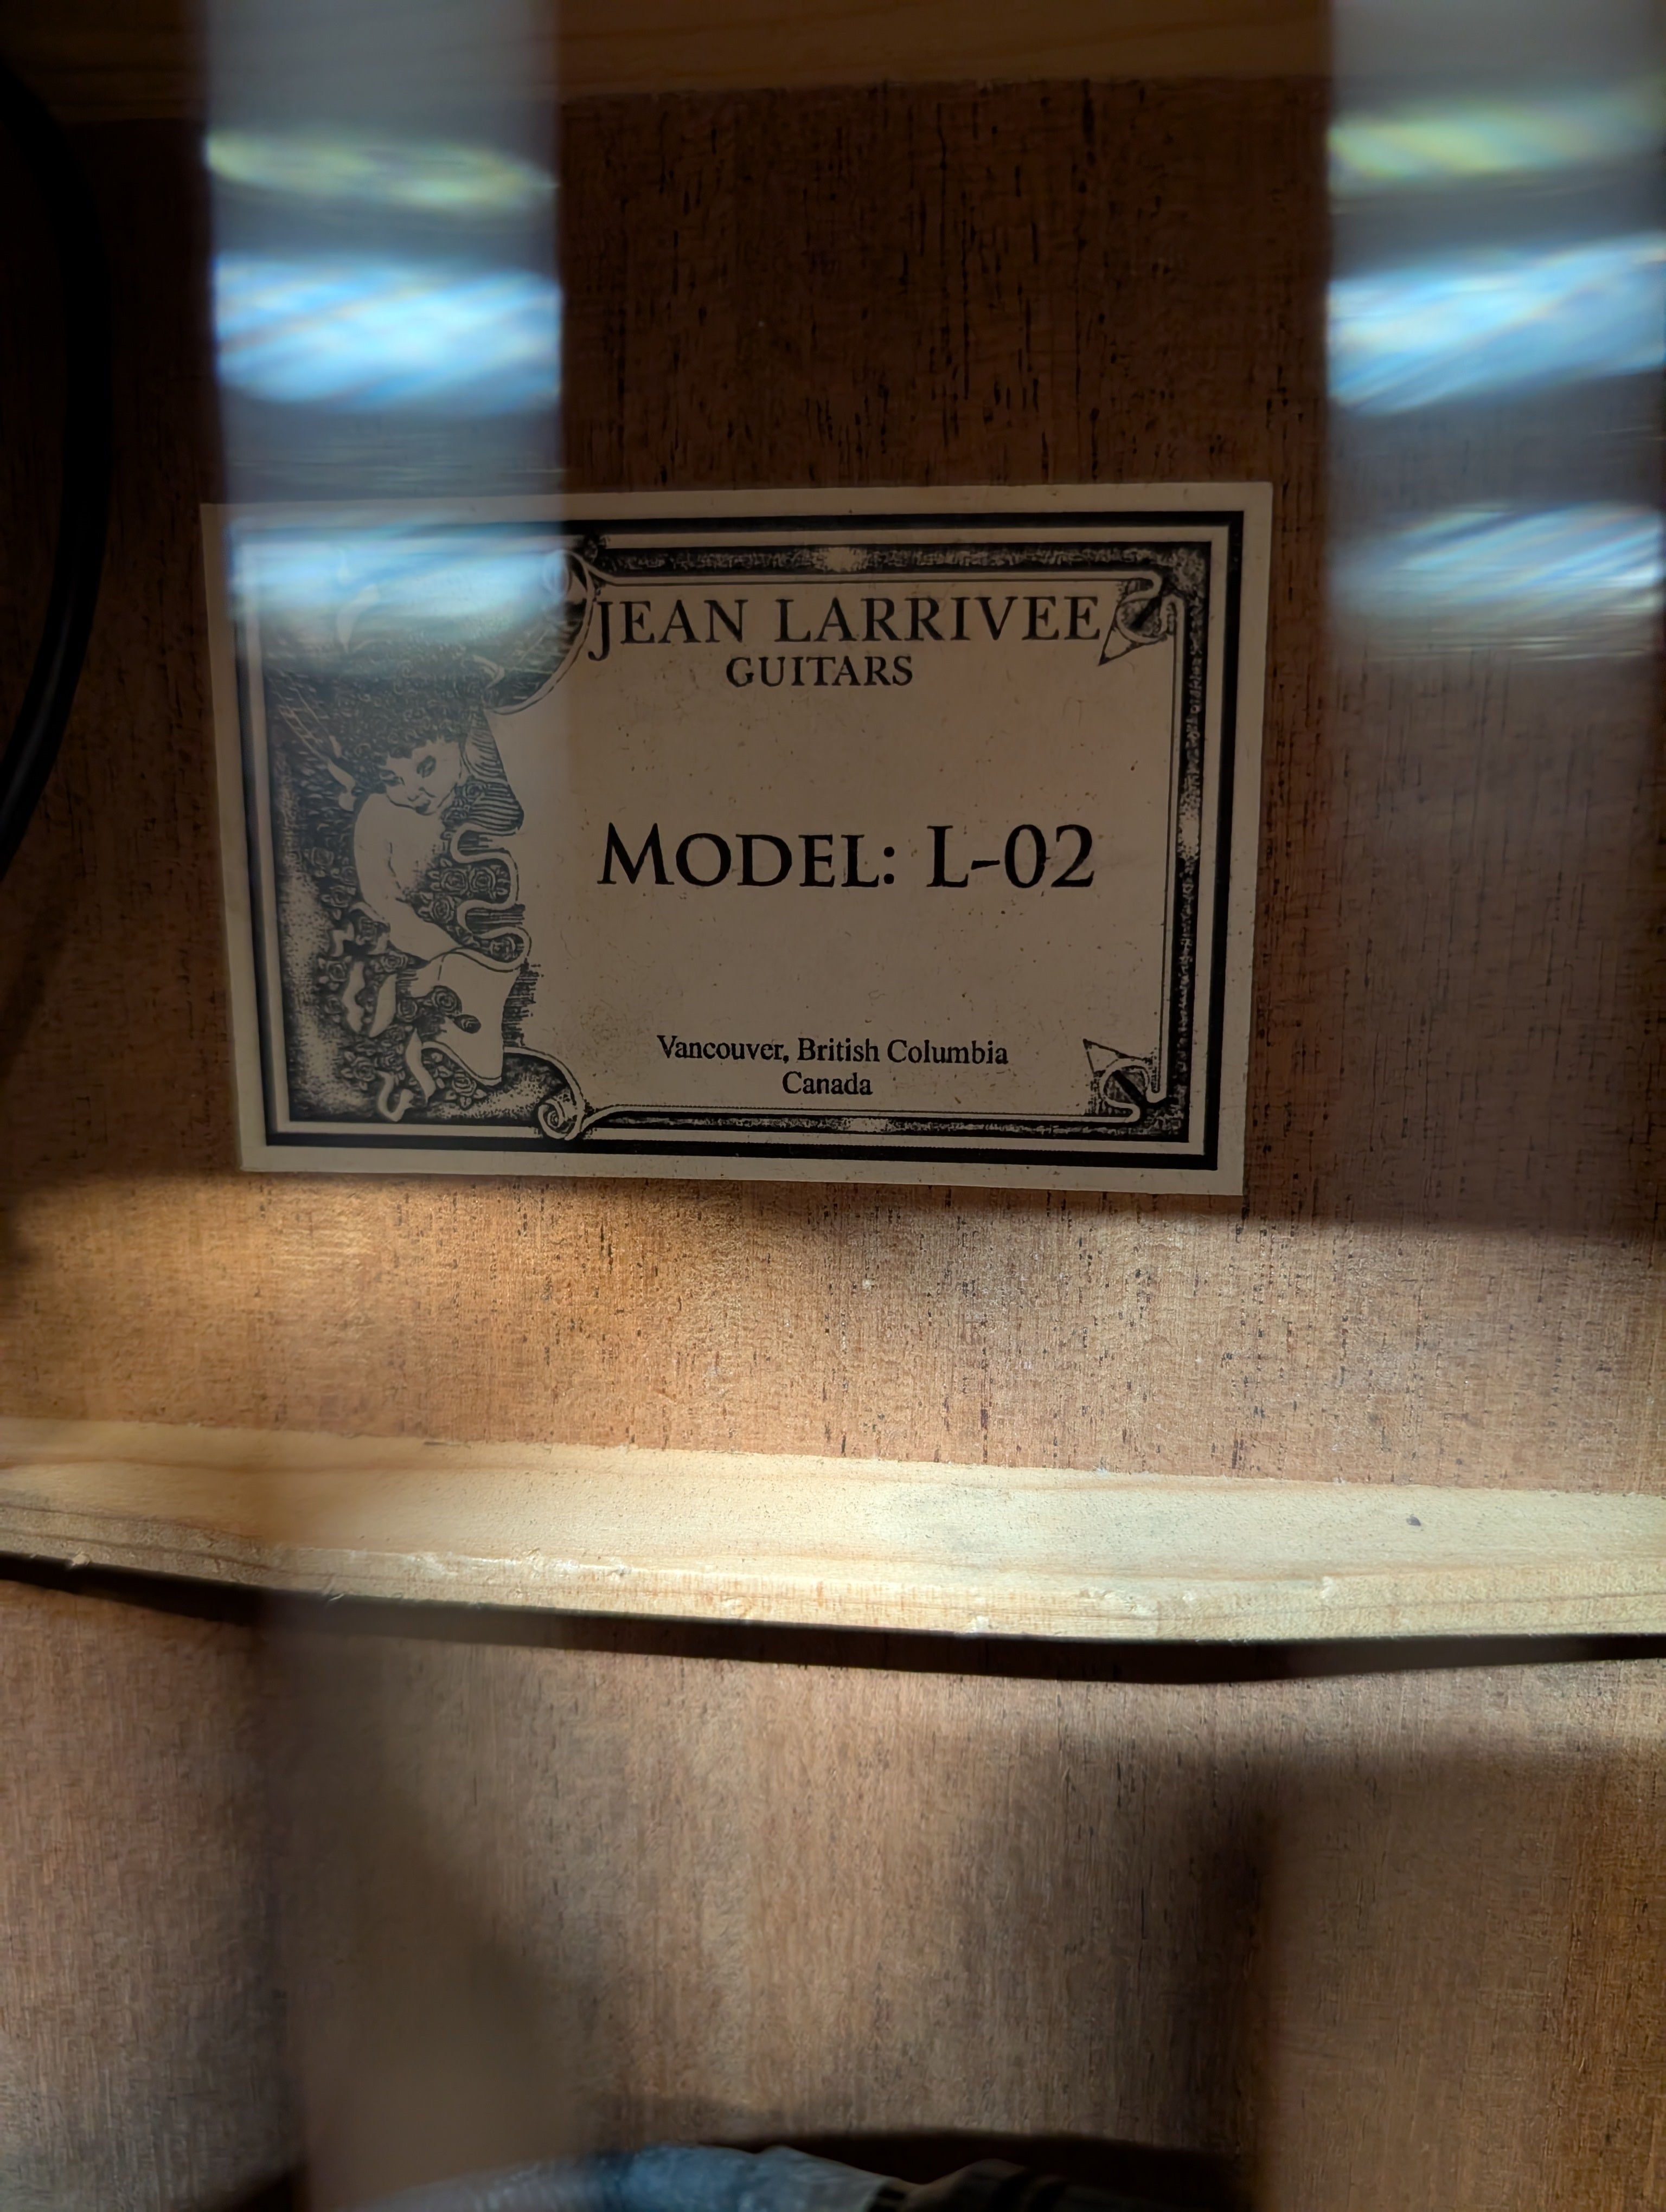 JEAN LARRIVEE
GUITARS
MODEL: L-02
Vancouver, British Columbia
Canada